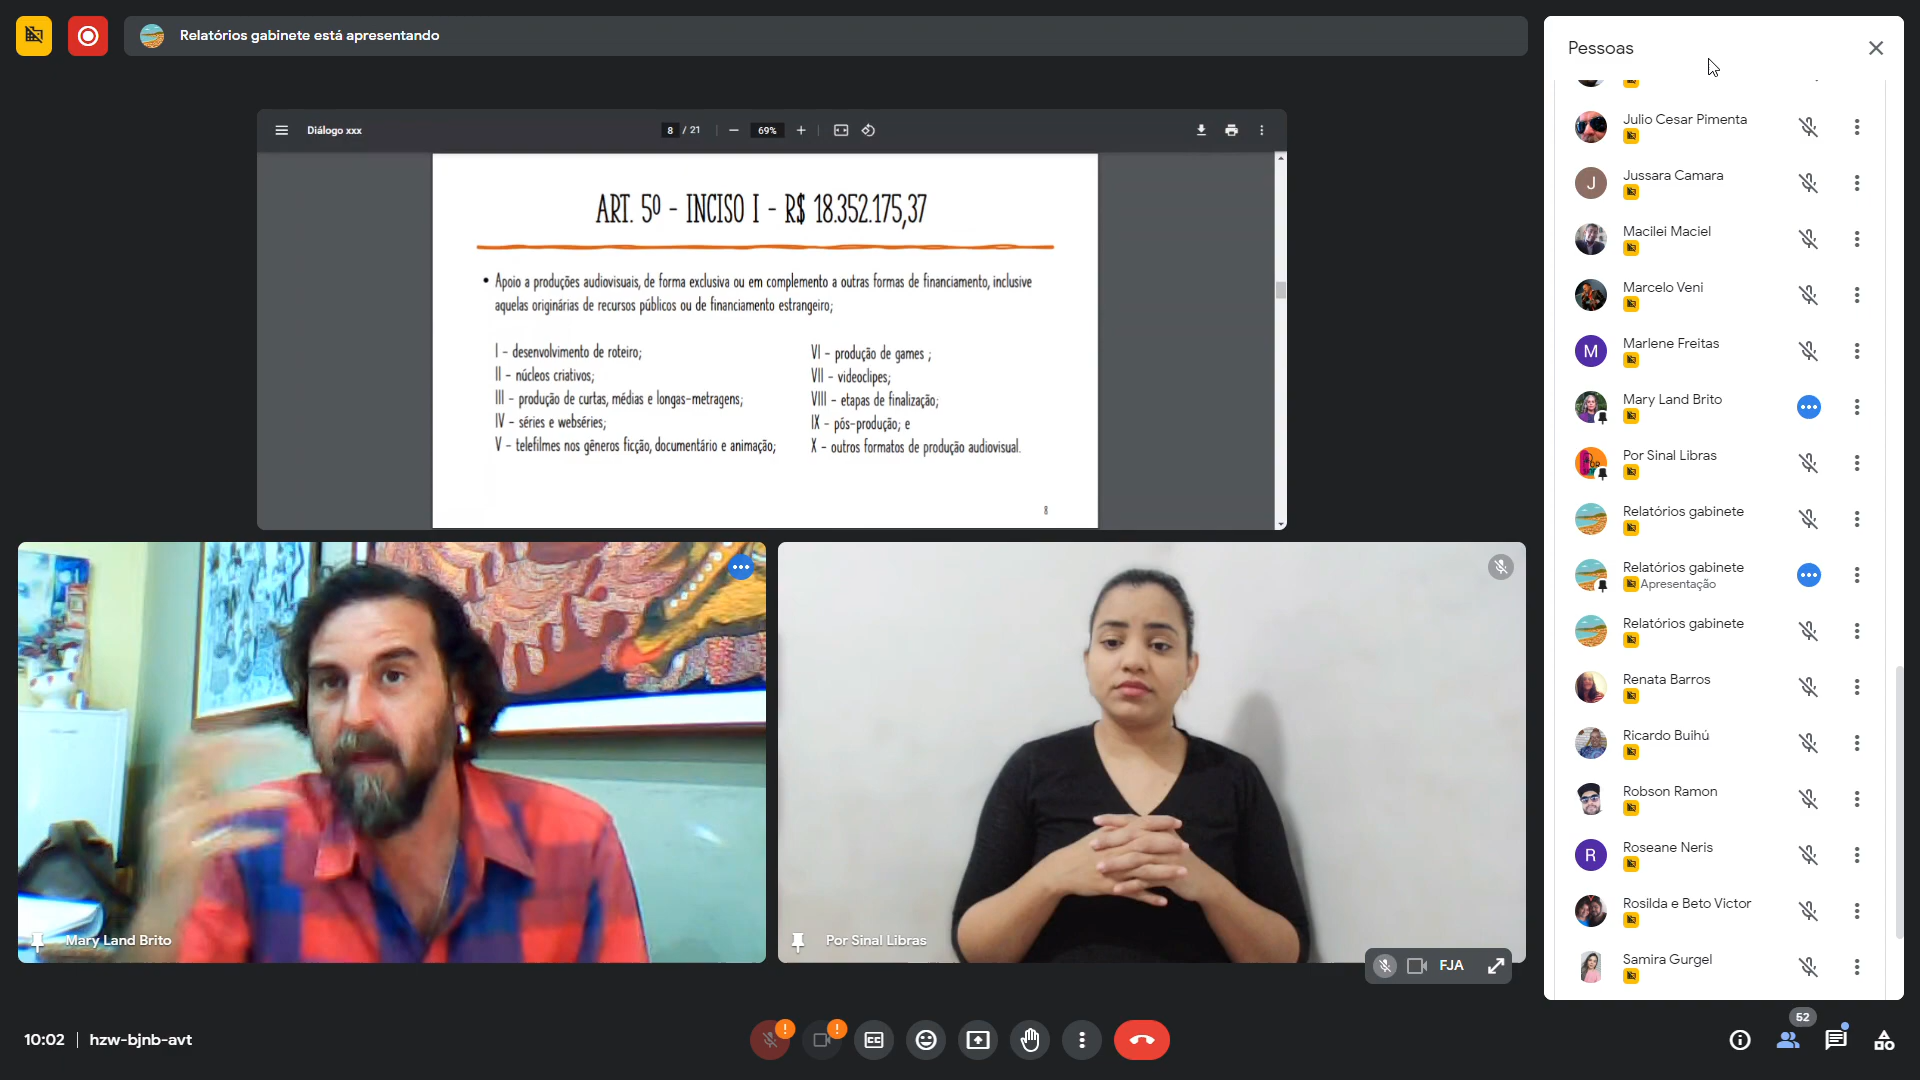 Relatórios gabinete está apresentando
Diálogo xxx
8 / 21
69%
ART. 5º - INCISO I - R$ 18.352.175,37
• Apoio a produções audiovisuais, de forma exclusiva ou em complemento a outras formas de financiamento, inclusive
aquelas originárias de recursos públicos ou de financiamento estrangeiro;
I - desenvolvimento de roteiro;
II - núcleos criativos;
III - produção de curtas, médias e longas-metragens;
IV - séries e webséries;
V - telefilmes nos gêneros ficção, documentário e animação;
VI - produção de games ;
VII - videoclipes;
VIII - etapas de finalização;
IX - pós-produção; e
X - outros formatos de produção audiovisual.
8
Mary Land Brito
Por Sinal Libras
FJA
10:02
hzw-bjnb-avt
Pessoas
Julio Cesar Pimenta
J
Jussara Camara
Macilei Maciel
Marcelo Veni
M
Marlene Freitas
Mary Land Brito
Por Sinal Libras
Relatórios gabinete
Relatórios gabinete
Apresentação
Relatórios gabinete
Renata Barros
Ricardo Buihú
Robson Ramon
R
Roseane Neris
Rosilda e Beto Victor
Samira Gurgel
52